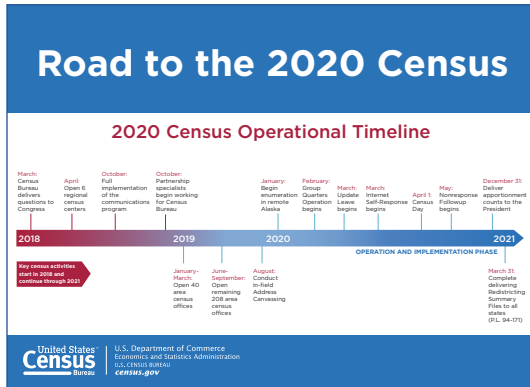 Road to the 2020 Census
2020 Census Operational Timeline
March:
Census
Bureau
delivers
questions to
Congress
April:
Open 6
regional
census
centers
October:
Full
implementation
of the
communications
program
October:
Partnership
specialists
begin working
for Census
Bureau
January:
Begin
enumeration
in remote
Alaska
February:
Group
Quarters
Operation
begins
March:
Update
Leave
begins
March:
Internet
Self-Response
begins
April 1:
Census
Day
May:
Nonresponse
Followup
begins
December 31:
Deliver
apportionment
counts to the
President
2018
2019
2020
2021
OPERATION AND IMPLEMENTATION PHASE
Key census activities
start in 2018 and
continue through 2021
January-
March:
Open 40
area
census
offices
June-
September:
Open
remaining
208 area
census
offices
August:
Conduct
in-field
Address
Canvassing
March 31:
Complete
delivering
Redistricting
Summary
Files to all
states
(P.L. 94-171)
United States™
Census
Bureau
U.S. Department of Commerce
Economics and Statistics Administration
U.S. CENSUS BUREAU
census.gov